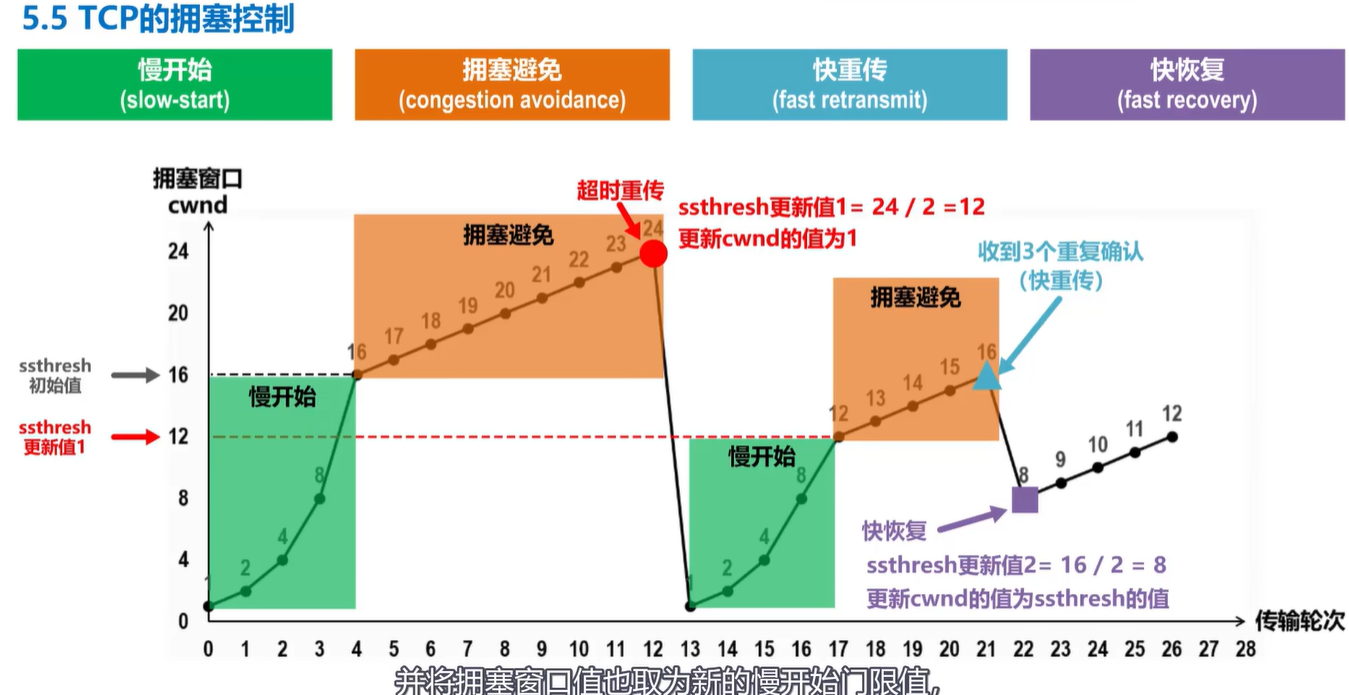 5.5 TCP的拥塞控制
慢开始
(slow-start)
拥塞避免
(congestion avoidance)
快重传
(fast retransmit)
快恢复
(fast recovery)
拥塞窗口
cwnd
超时重传
ssthresh更新值1= 24 / 2 =12
更新cwnd的值为1
收到3个重复确认
（快重传）
拥塞避免
拥塞避免
24
20
16
12
8
4
0
ssthresh
初始值
ssthresh
更新值1
慢开始
慢开始
1
2
4
8
16
17
18
19
20
21
22
23
24
1
2
4
8
12
13
14
15
16
8
9
10
11
12
快恢复
ssthresh更新值2= 16 / 2 = 8
更新cwnd的值为ssthresh的值
传输轮次
0 1 2 3 4 5 6 7 8 9 10 11 12 13 14 15 16 17 18 19 20 21 22 23 24 25 26 27 28
并将拥塞窗口值也取为新的慢开始门限值,